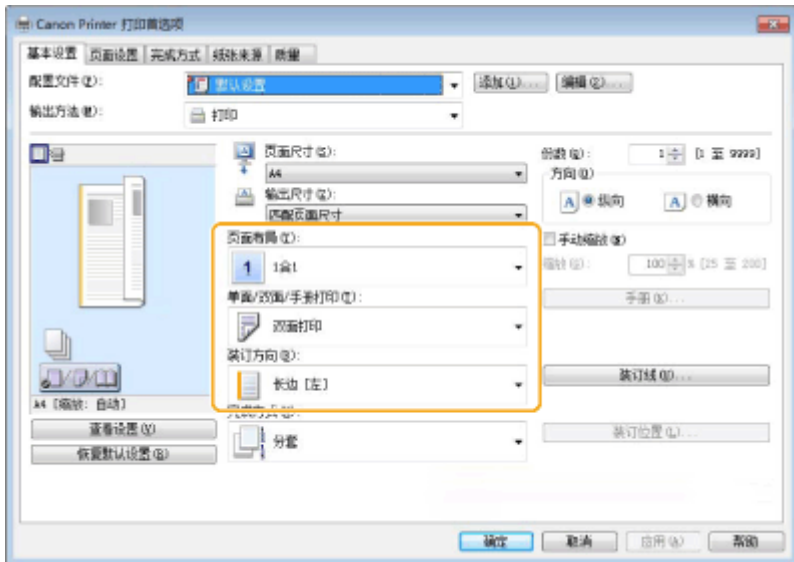 Canon Printer 打印首选项
基本设置 页面设置 完成方式 纸张来源 质量
配置文件(F): 默认设置 添加(1)... 编辑(2)...
输出方法(M): 打印
页面尺寸(S):
A4
输出尺寸(Z):
匹配页面尺寸
份数(Q): 1 [1 至 9999]
方向(O)
A 纵向 A 横向
页面布局(Y):
1 1合1
手动缩放(W)
缩放(G): 100 % [25 至 200]
单面/双面/手册打印(T):
双面打印
手册(K)...
装订方向(B):
长边 [左]
装订线(U)...
A4 [缩放: 自动]
查看设置(V)
恢复默认设置(R)
分套
装订位置(L)...
确定 取消 应用(A) 帮助